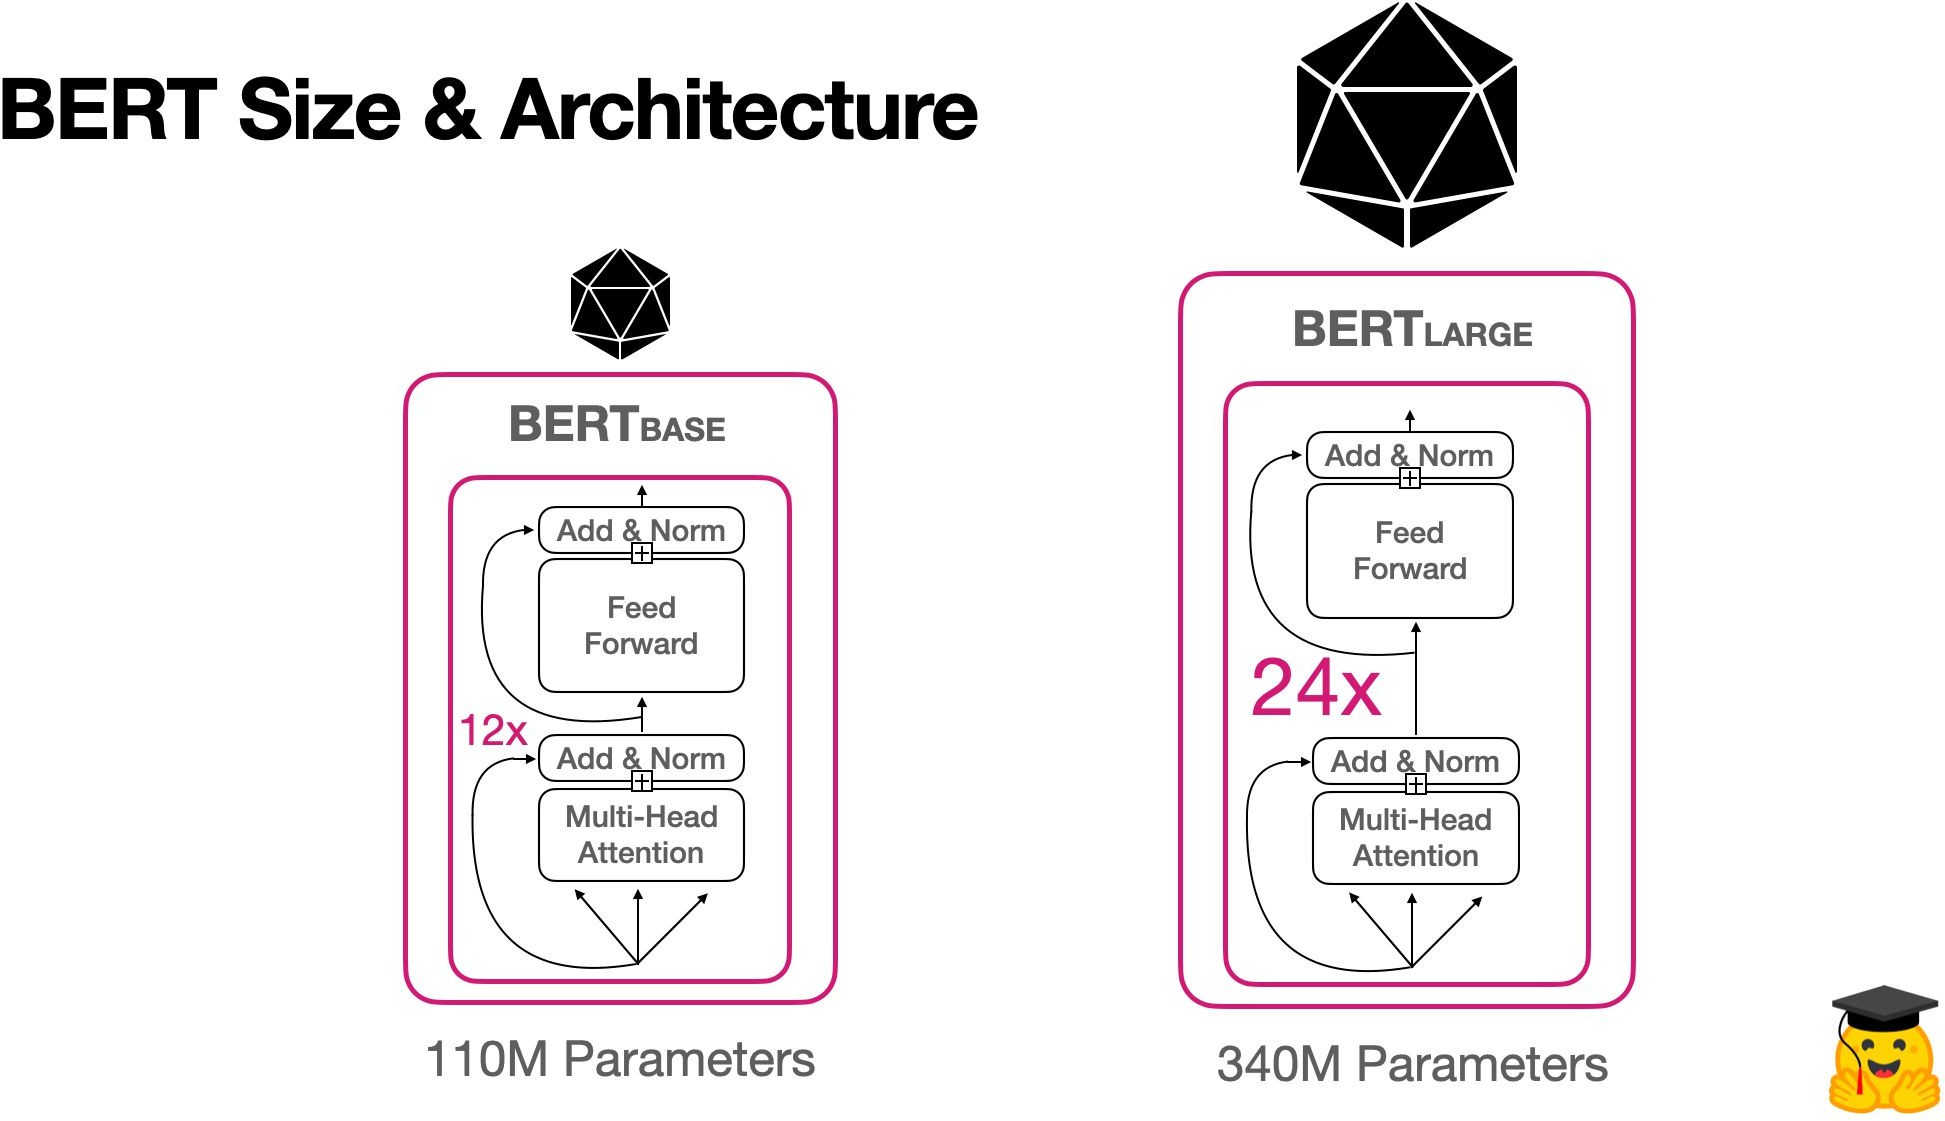 BERT Size & Architecture
BERTBASE
Add & Norm
Feed
Forward
12x
Add & Norm
Multi-Head
Attention
110M Parameters
BERTLARGE
Add & Norm
Feed
Forward
24x
Add & Norm
Multi-Head
Attention
340M Parameters